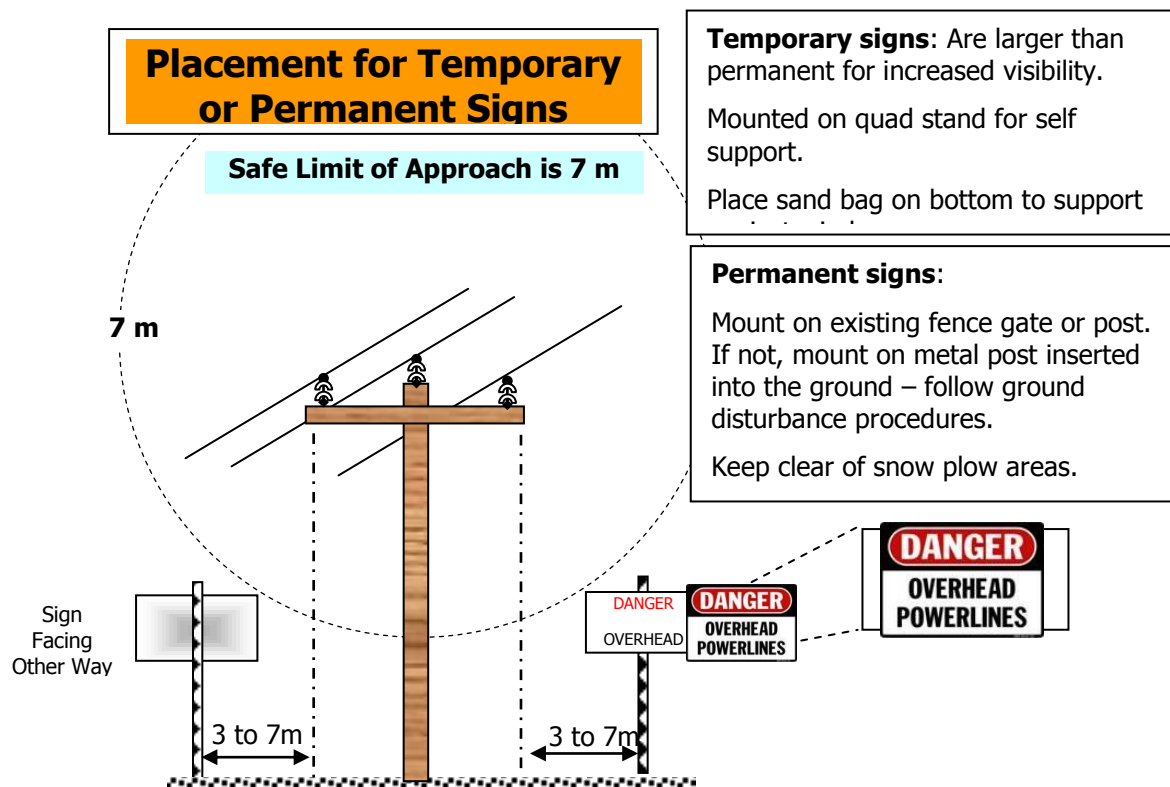 Placement for Temporary
or Permanent Signs
Safe Limit of Approach is 7 m
Temporary signs: Are larger than
permanent for increased visibility.
Mounted on quad stand for self
support.
Place sand bag on bottom to support
Permanent signs:
Mount on existing fence gate or post.
If not, mount on metal post inserted
into the ground – follow ground
disturbance procedures.
Keep clear of snow plow areas.
7 m
Sign
Facing
Other Way
3 to 7m
3 to 7m
DANGER
OVERHEAD
DANGER
OVERHEAD
POWERLINES
DANGER
OVERHEAD
POWERLINES